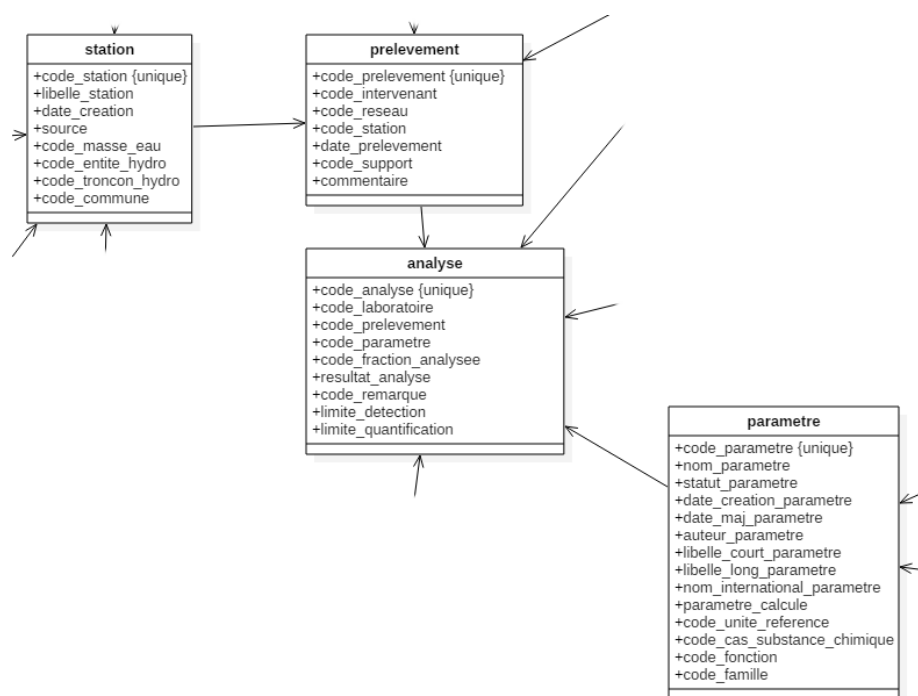 station
+code_station {unique}
+libelle_station
+date_creation
+source
+code_masse_eau
+code_entite_hydro
+code_troncon_hydro
+code_commune
prelevement
+code_prelevement {unique}
+code_intervenant
+code_reseau
+code_station
+date_prelevement
+code_support
+commentaire
analyse
+code_analyse {unique}
+code_laboratoire
+code_prelevement
+code_parametre
+code_fraction_analysee
+resultat_analyse
+code_remarque
+limite_detection
+limite_quantification
parametre
+code_parametre {unique}
+nom_parametre
+statut_parametre
+date_creation_parametre
+date_maj_parametre
+auteur_parametre
+libelle_court_parametre
+libelle_long_parametre
+nom_international_parametre
+parametre_calcule
+code_unite_reference
+code_cas_substance_chimique
+code_fonction
+code_famille